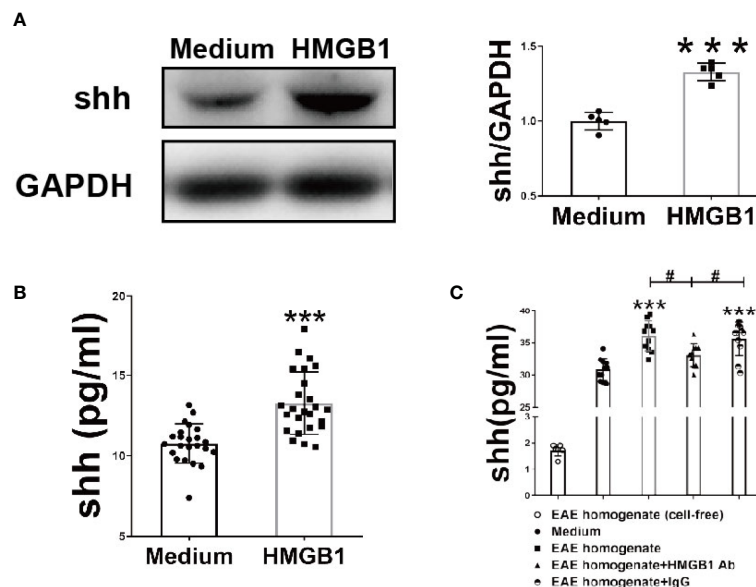 A
Medium HMGB1
shh
GAPDH
shh/GAPDH
1.5
1.0
0.5
***
Medium HMGB1
B
shh (pg/ml)
20
15
10
5
***
Medium HMGB1
C
shh(pg/ml)
40
35
30
25
3
2
1
0
# #
*** ***
EAE homogenate (cell-free)
Medium
EAE homogenate
EAE homogenate+HMGB1 Ab
EAE homogenate+IgG